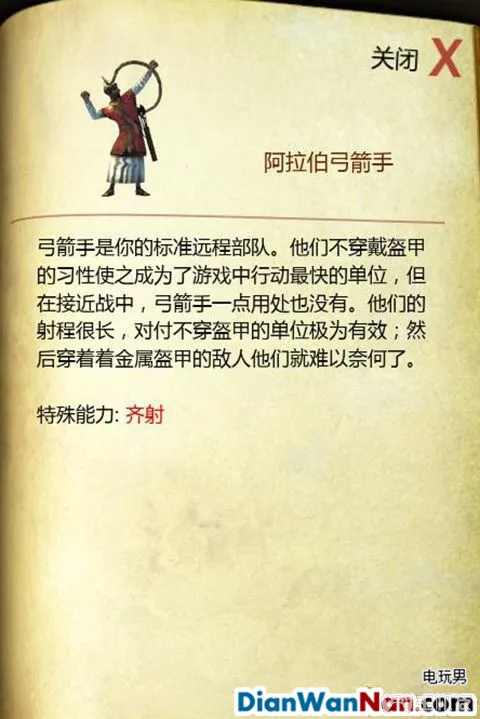 关闭 X
阿拉伯弓箭手
弓箭手是你的标准远程部队。他们不穿戴盔甲
的习性使之成为了游戏中行动最快的单位，但
在接近战中，弓箭手一点用处也没有。他们的
射程很长，对付不穿盔甲的单位极为有效；然
后穿着着金属盔甲的敌人他们就难以奈何了。
特殊能力: 齐射
电玩男
DianWanNan.com